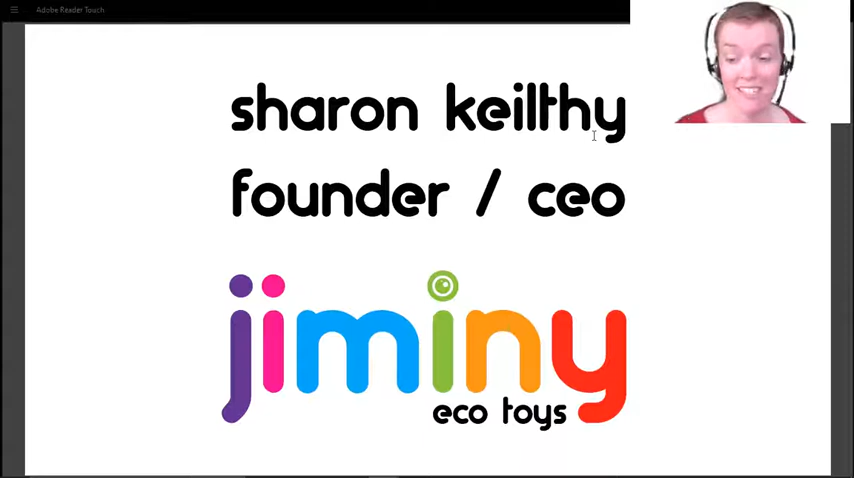 Adobe Reader Touch
sharon keilthy
founder / ceo
jiminy
eco toys